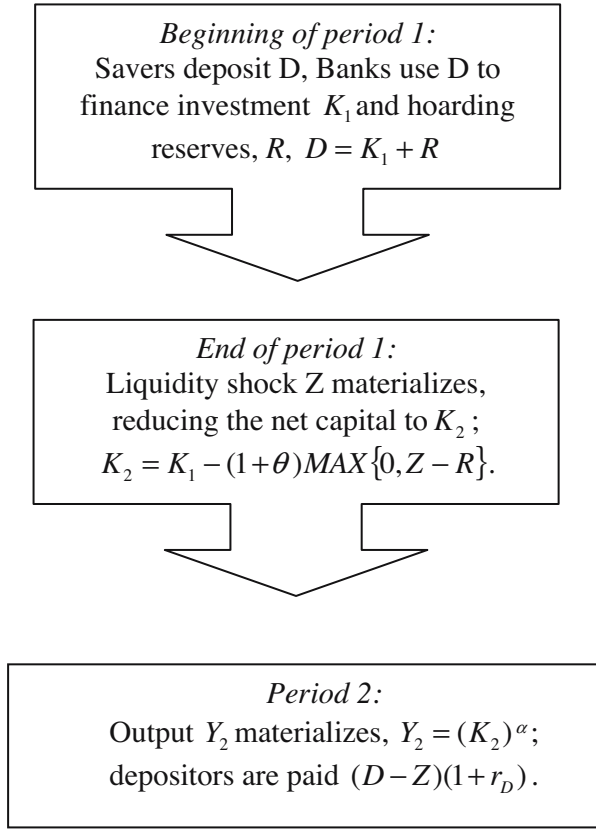 Beginning of period 1:
Savers deposit D, Banks use D to
finance investment K₁ and hoarding
reserves, R, D = K₁ + R
End of period 1:
Liquidity shock Z materializes,
reducing the net capital to K₂;
K₂ = K₁ − (1+θ)MAX{0, Z − R}.
Period 2:
Output Y₂ materializes, Y₂ = (K₂)^α;
depositors are paid (D − Z)(1 + r_D).